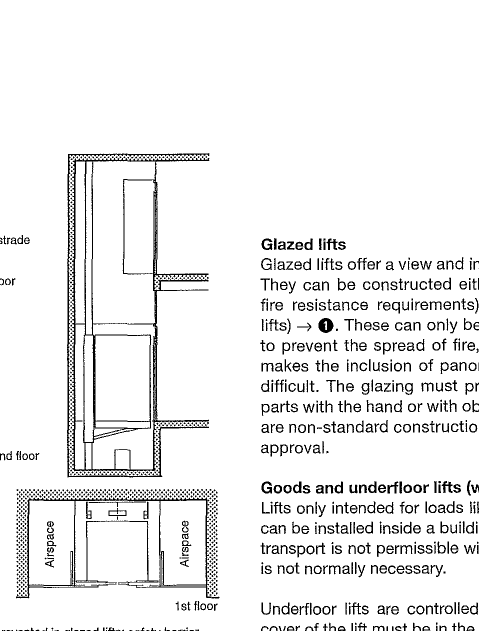 strade
oor
nd floor
Airspace
Airspace
1st floor
Glazed lifts
Glazed lifts offer a view and in
They can be constructed eith
fire resistance requirements)
lifts) → 1. These can only be
to prevent the spread of fire,
makes the inclusion of panor
difficult. The glazing must pr
parts with the hand or with ob
are non-standard constructio
approval.
Goods and underfloor lifts (w
Lifts only intended for loads lik
can be installed inside a buildi
transport is not permissible wi
is not normally necessary.
Underfloor lifts are controlled
cover of the lift must be in the